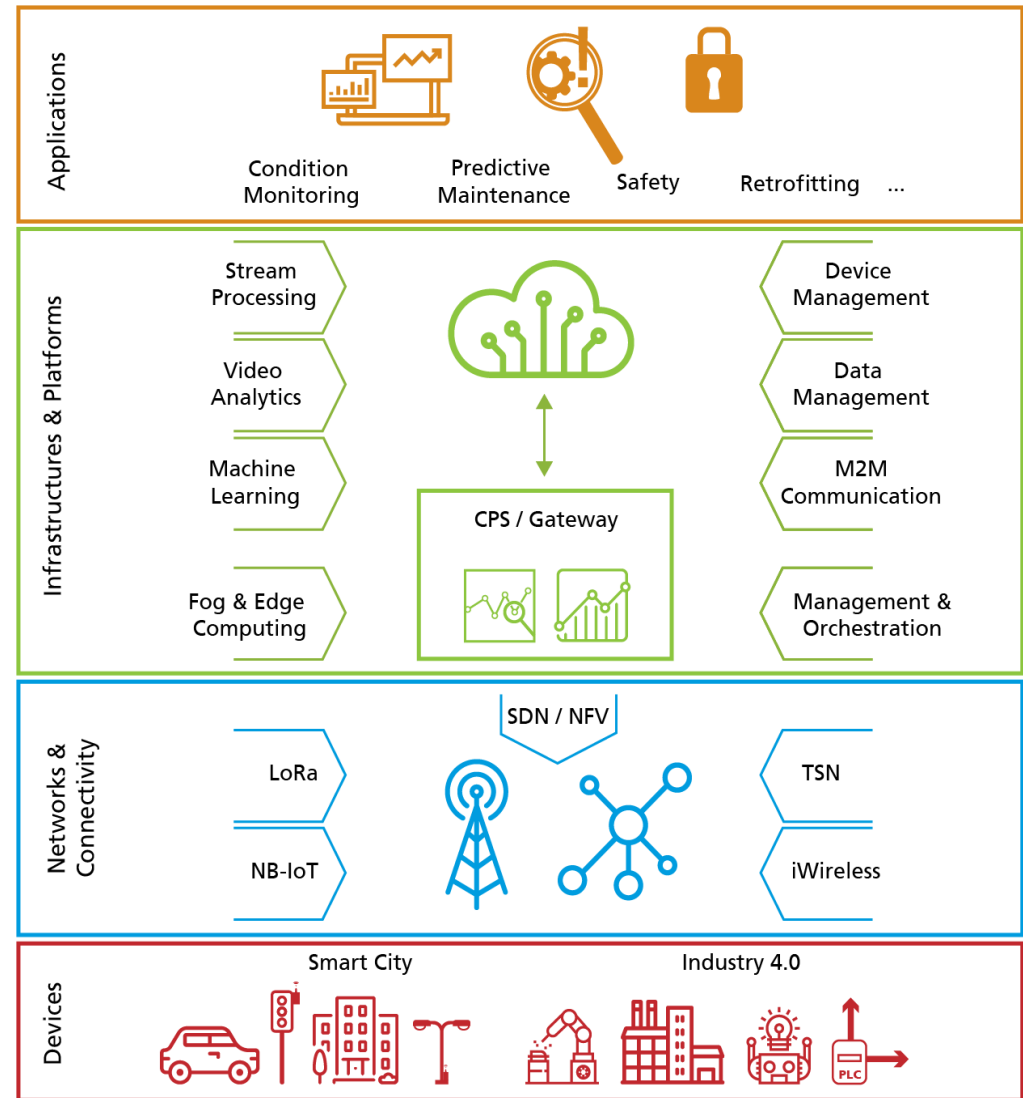 Applications
Condition
Monitoring
Predictive
Maintenance
Safety
Retrofitting
...
Infrastructures & Platforms
Stream
Processing
Device
Management
Video
Analytics
Data
Management
Machine
Learning
M2M
Communication
CPS / Gateway
Fog & Edge
Computing
Management &
Orchestration
Networks &
Connectivity
SDN / NFV
LoRa
TSN
NB-IoT
iWireless
Devices
Smart City
Industry 4.0
PLC